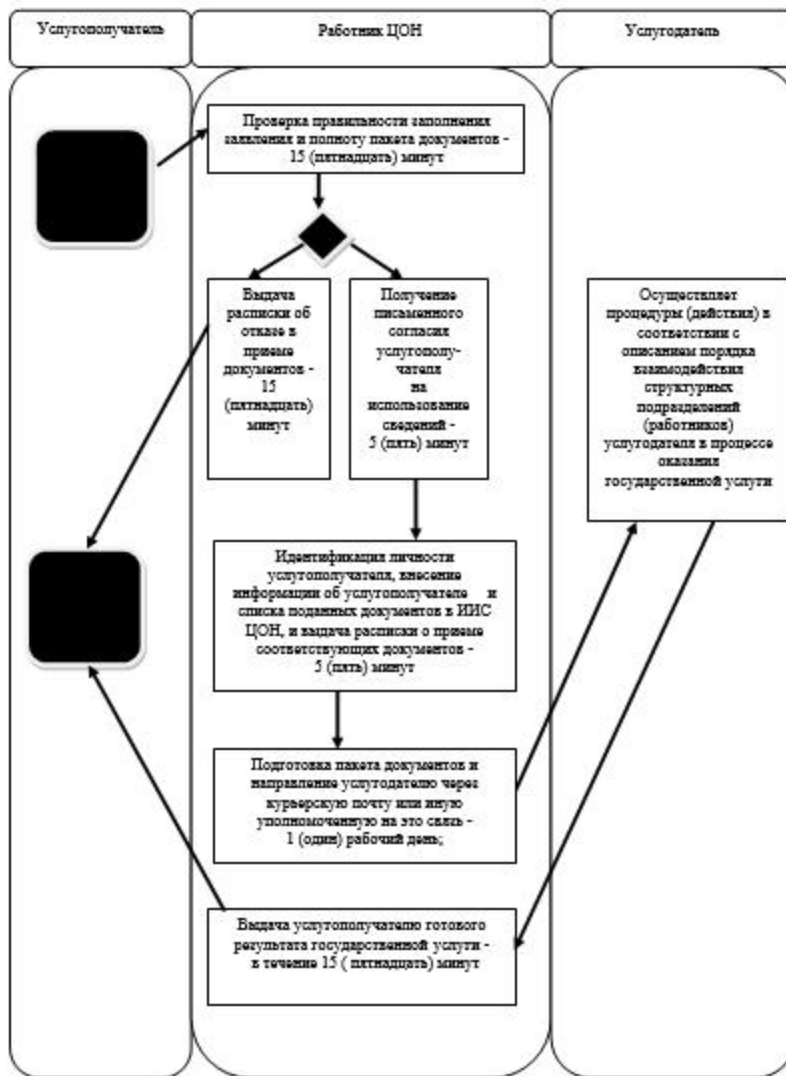 Услугополучатель
Работник ЦОН
Услугодатель
Проверка правильности заполнения
заявления и полноту пакета документов -
15 (пятнадцать) минут
Выдача
расписки об
отказе в
приеме
документов -
15
(пятнадцать)
минут
Получение
письменного
согласия
услугополу-
чателя
на
использование
сведений -
5 (пять) минут
Осуществляет
процедуры (действия) в
соответствии с
описанием порядка
взаимодействия
структурных
подразделений
(работников)
услугодателя в процессе
оказания
государственной услуги
Идентификация личности
услугополучателя, внесение
информации об услугополучателе и
списка поданных документов в ИИС
ЦОН, и выдача расписки о приеме
соответствующих документов -
5 (пять) минут
Подготовка пакета документов и
направление услугодателю через
курьерскую почту или иную
уполномоченную на это связь -
1 (один) рабочий день;
Выдача услугополучателю готового
результата государственной услуги -
в течение 15 ( пятнадцать) минут